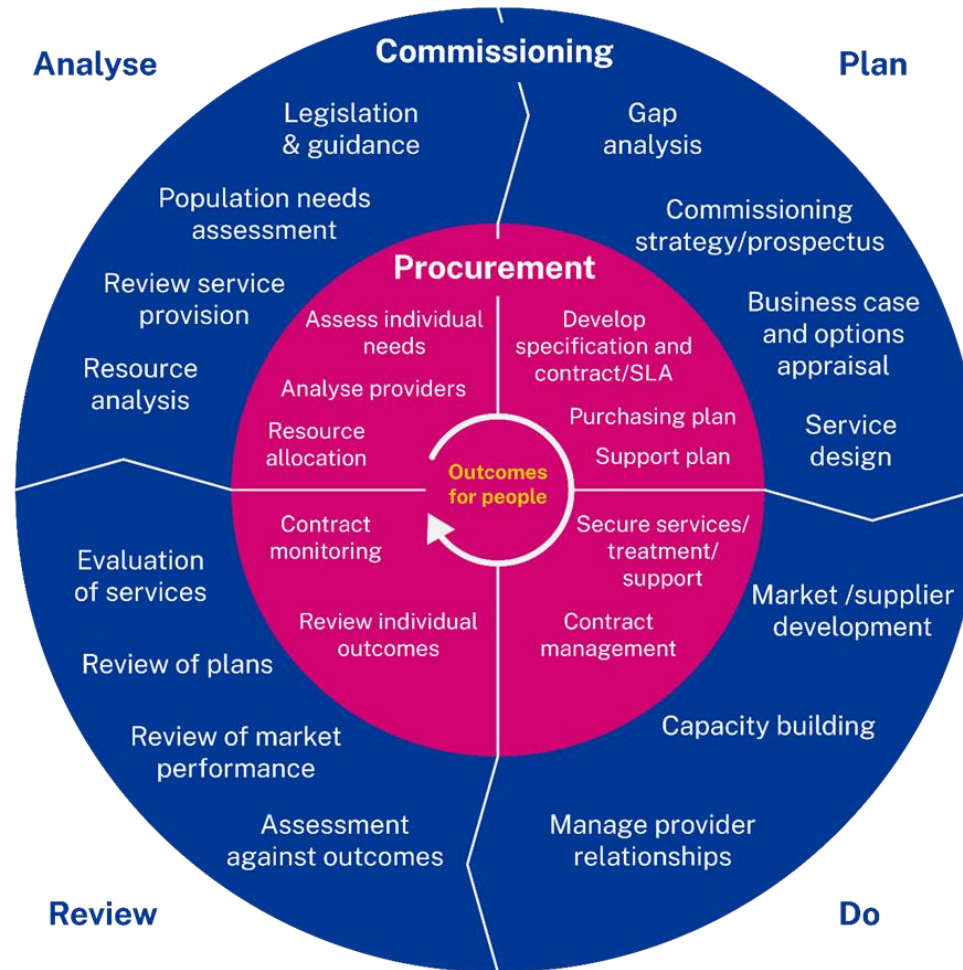 Analyse
Commissioning
Plan
Legislation
& guidance
Population needs
assessment
Review service
provision
Resource
analysis
Gap
analysis
Commissioning
strategy/prospectus
Business case
and options
appraisal
Service
design
Procurement
Assess individual
needs
Analyse providers
Resource
allocation
Develop
specification and
contract/SLA
Purchasing plan
Support plan
Outcomes
for people
Contract
monitoring
Review individual
outcomes
Secure services/
treatment/
support
Contract
management
Evaluation
of services
Review of plans
Review of market
performance
Assessment
against outcomes
Market /supplier
development
Capacity building
Manage provider
relationships
Review
Do